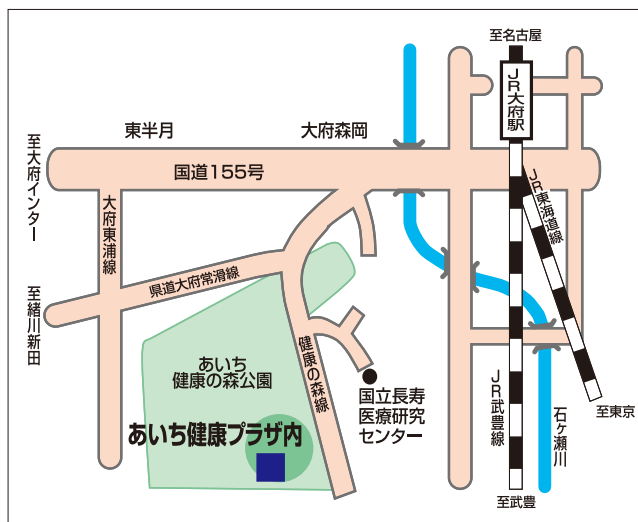 至名古屋
JR大府駅
東半月
大府森岡
至大府インター
国道155号
大府東浦線
JR東海道線
県道大府常滑線
至緒川新田
健康の森線
あいち
健康の森公園
国立長寿
医療研究
センター
JR武豊線
石ヶ瀬川
至東京
あいち健康プラザ内
至武豊